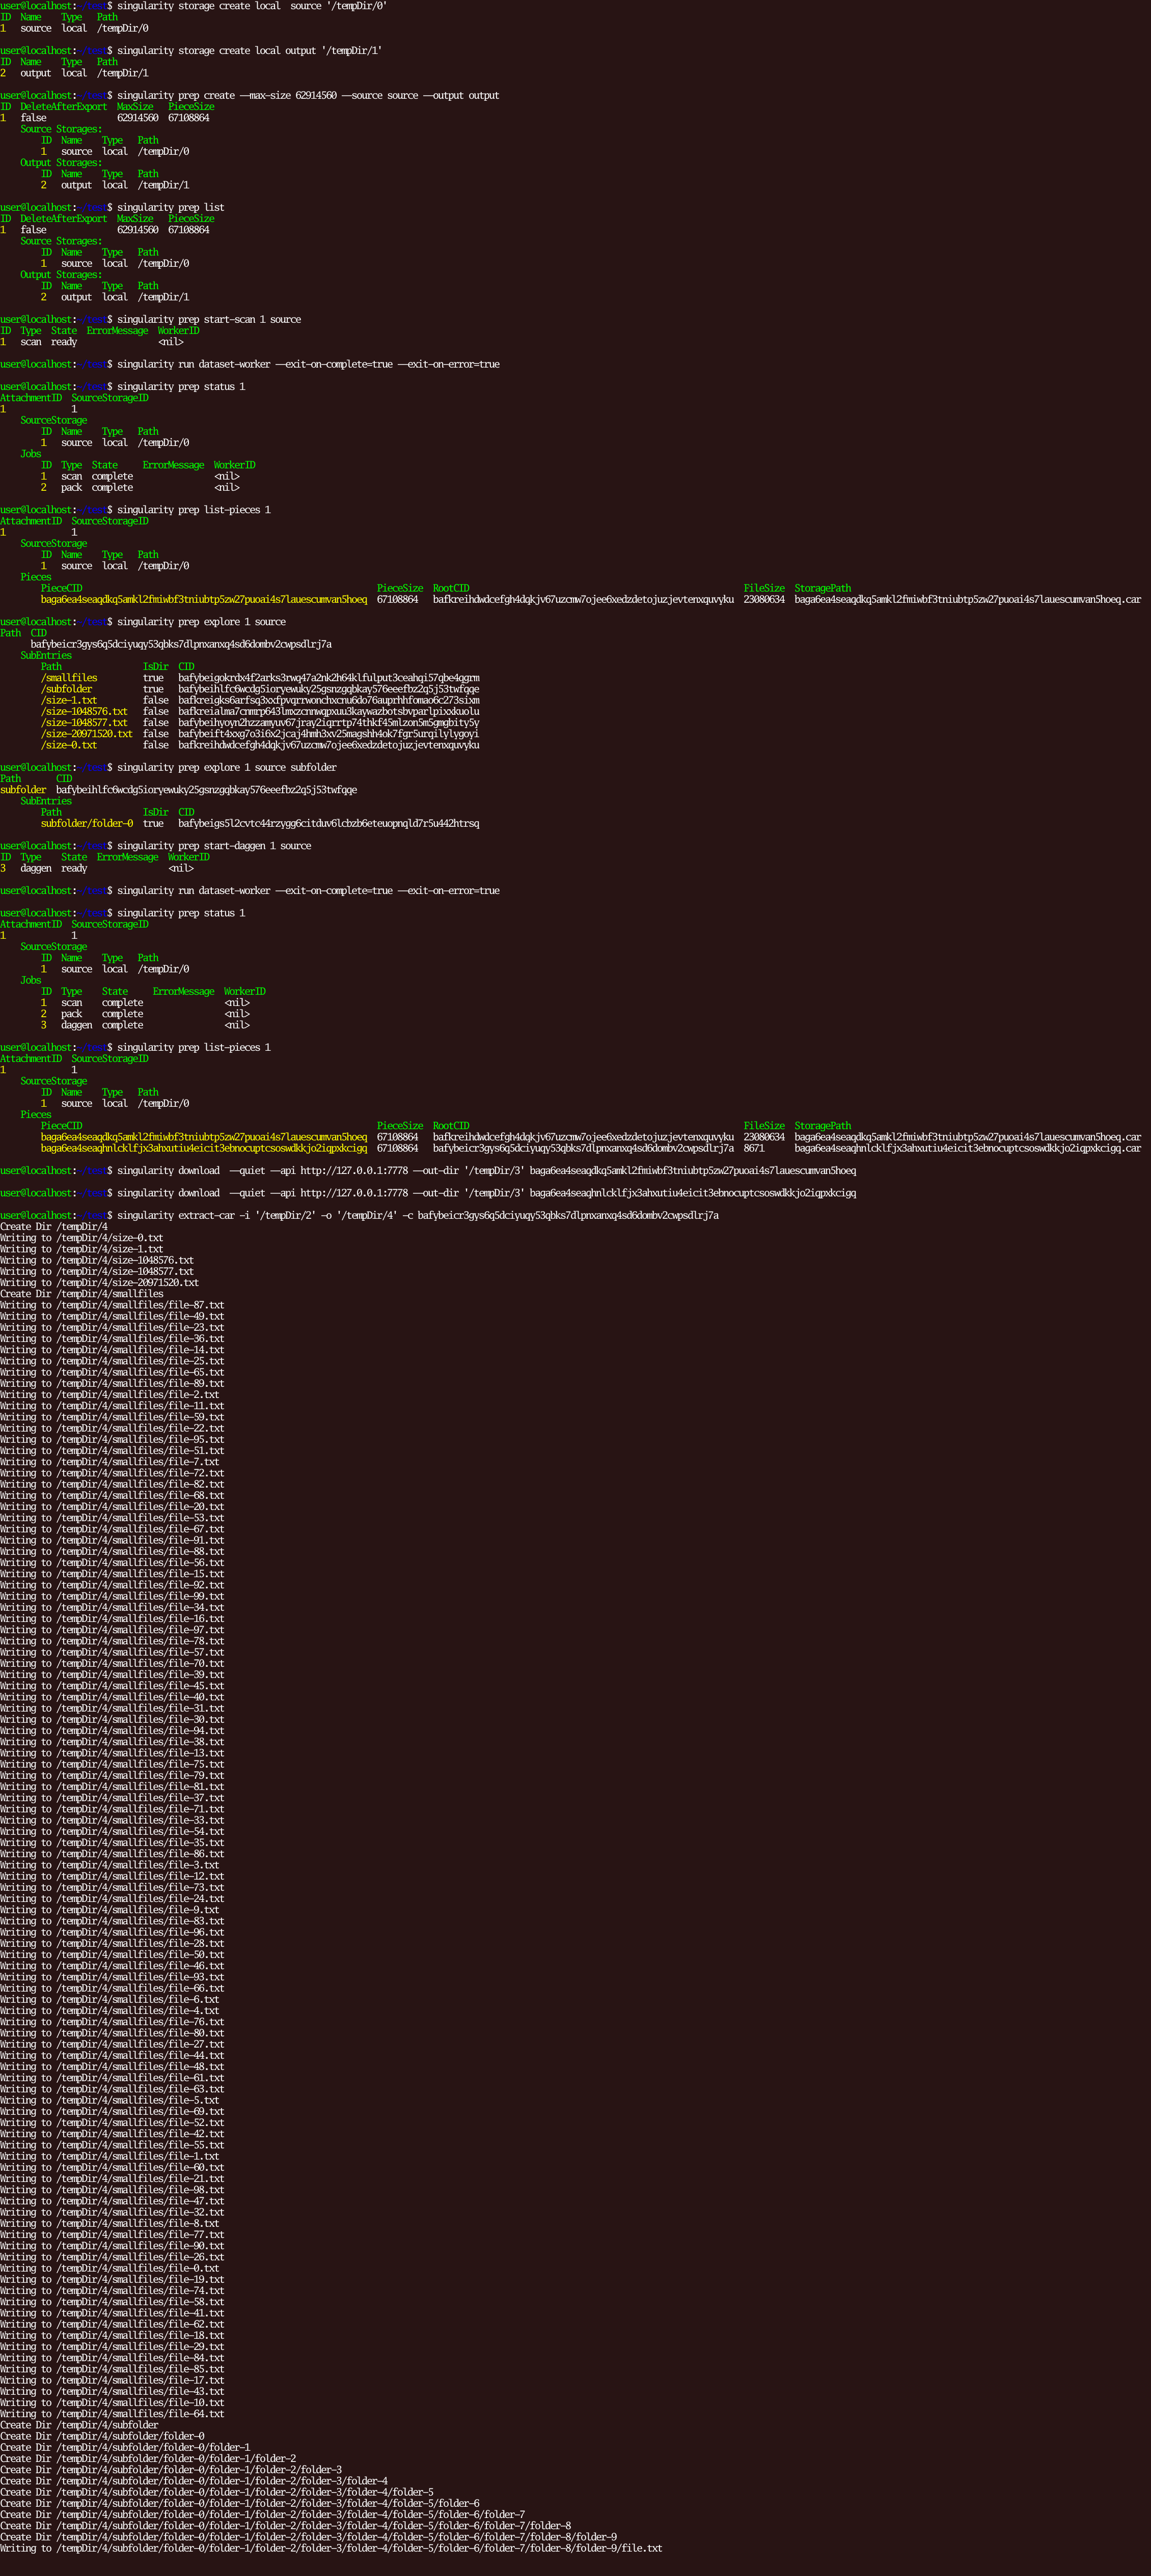 user@localhost:~/test$ singularity storage create local  source '/tempDir/0'
ID  Name    Type   Path
1   source  local  /tempDir/0
user@localhost:~/test$ singularity storage create local output '/tempDir/1'
ID  Name    Type   Path
2   output  local  /tempDir/1
user@localhost:~/test$ singularity prep create --max-size 62914560 --source source --output output
ID  DeleteAfterExport  MaxSize   PieceSize
1   false              62914560  67108864
    Source Storages:
        ID  Name    Type   Path
        1   source  local  /tempDir/0
    Output Storages:
        ID  Name    Type   Path
        2   output  local  /tempDir/1
user@localhost:~/test$ singularity prep list
ID  DeleteAfterExport  MaxSize   PieceSize
1   false              62914560  67108864
    Source Storages:
        ID  Name    Type   Path
        1   source  local  /tempDir/0
    Output Storages:
        ID  Name    Type   Path
        2   output  local  /tempDir/1
user@localhost:~/test$ singularity prep start-scan 1 source
ID  Type  State  ErrorMessage  WorkerID
1   scan  ready                <nil>
user@localhost:~/test$ singularity run dataset-worker --exit-on-complete=true --exit-on-error=true
user@localhost:~/test$ singularity prep status 1
AttachmentID  SourceStorageID
1             1
    SourceStorage
        ID  Name    Type   Path
        1   source  local  /tempDir/0
    Jobs
        ID  Type  State     ErrorMessage  WorkerID
        1   scan  complete                <nil>
        2   pack  complete                <nil>
user@localhost:~/test$ singularity prep list-pieces 1
AttachmentID  SourceStorageID
1             1
    SourceStorage
        ID  Name    Type   Path
        1   source  local  /tempDir/0
    Pieces
        PieceCID                                                          PieceSize  RootCID                                                      FileSize  StoragePath
        baga6ea4seaqdkq5amkl2fmiwbf3tniubtp5zw27puoai4s7lauescumvan5hoeq  67108864   bafkreihdwdcefgh4dqkjv67uzcmw7ojee6xedzdetojuzjevtenxquvyku  23080634  baga6ea4seaqdkq5amkl2fmiwbf3tniubtp5zw27puoai4s7lauescumvan5hoeq.car
user@localhost:~/test$ singularity prep explore 1 source
Path  CID
      bafybeicr3gys6q5dciyuqy53qbks7dlpnxanxq4sd6dombv2cwpsdlrj7a
    SubEntries
        Path                IsDir  CID
        /smallfiles         true   bafybeigokrdx4f2arks3rwq47a2nk2h64klfulput3ceahqi57qbe4qgrm
        /subfolder          true   bafybeihlfc6wcdg5ioryewuky25gsnzgqbkay576eeefbz2q5j53twfqqe
        /size-1.txt         false  bafkreigks6arfsq3xxfpvqrrwonchxcnu6do76auprhhfomao6c273sixm
        /size-1048576.txt   false  bafkreialma7cnmrp643lmxzcnnwqpxuu3kaywazbotsbvparlpixxkuolu
        /size-1048577.txt   false  bafybeihyoyn2hzzamyuv67jray2iqrrtp74thkf45mlzon5m5gmgbity5y
        /size-20971520.txt  false  bafybeift4xxg7o3i6x2jcaj4hmh3xv25magshh4ok7fgr5urqilylygoyi
        /size-0.txt         false  bafkreihdwdcefgh4dqkjv67uzcmw7ojee6xedzdetojuzjevtenxquvyku
user@localhost:~/test$ singularity prep explore 1 source subfolder
Path       CID
subfolder  bafybeihlfc6wcdg5ioryewuky25gsnzgqbkay576eeefbz2q5j53twfqqe
    SubEntries
        Path                IsDir  CID
        subfolder/folder-0  true   bafybeigs5l2cvtc44rzygg6citduv6lcbzb6eteuopnqld7r5u442htrsq
user@localhost:~/test$ singularity prep start-daggen 1 source
ID  Type    State  ErrorMessage  WorkerID
3   daggen  ready                <nil>
user@localhost:~/test$ singularity run dataset-worker --exit-on-complete=true --exit-on-error=true
user@localhost:~/test$ singularity prep status 1
AttachmentID  SourceStorageID
1             1
    SourceStorage
        ID  Name    Type   Path
        1   source  local  /tempDir/0
    Jobs
        ID  Type    State     ErrorMessage  WorkerID
        1   scan    complete                <nil>
        2   pack    complete                <nil>
        3   daggen  complete                <nil>
user@localhost:~/test$ singularity prep list-pieces 1
AttachmentID  SourceStorageID
1             1
    SourceStorage
        ID  Name    Type   Path
        1   source  local  /tempDir/0
    Pieces
        PieceCID                                                          PieceSize  RootCID                                                      FileSize  StoragePath
        baga6ea4seaqdkq5amkl2fmiwbf3tniubtp5zw27puoai4s7lauescumvan5hoeq  67108864   bafkreihdwdcefgh4dqkjv67uzcmw7ojee6xedzdetojuzjevtenxquvyku  23080634  baga6ea4seaqdkq5amkl2fmiwbf3tniubtp5zw27puoai4s7lauescumvan5hoeq.car
        baga6ea4seaqhnlcklfjx3ahxutiu4eicit3ebnocuptcsoswdkkjo2iqpxkcigq  67108864   bafybeicr3gys6q5dciyuqy53qbks7dlpnxanxq4sd6dombv2cwpsdlrj7a  8671      baga6ea4seaqhnlcklfjx3ahxutiu4eicit3ebnocuptcsoswdkkjo2iqpxkcigq.car
user@localhost:~/test$ singularity download  --quiet --api http://127.0.0.1:7778 --out-dir '/tempDir/3' baga6ea4seaqdkq5amkl2fmiwbf3tniubtp5zw27puoai4s7lauescumvan5hoeq
user@localhost:~/test$ singularity download  --quiet --api http://127.0.0.1:7778 --out-dir '/tempDir/3' baga6ea4seaqhnlcklfjx3ahxutiu4eicit3ebnocuptcsoswdkkjo2iqpxkcigq
user@localhost:~/test$ singularity extract-car -i '/tempDir/2' -o '/tempDir/4' -c bafybeicr3gys6q5dciyuqy53qbks7dlpnxanxq4sd6dombv2cwpsdlrj7a
Create Dir /tempDir/4
Writing to /tempDir/4/size-0.txt
Writing to /tempDir/4/size-1.txt
Writing to /tempDir/4/size-1048576.txt
Writing to /tempDir/4/size-1048577.txt
Writing to /tempDir/4/size-20971520.txt
Create Dir /tempDir/4/smallfiles
Writing to /tempDir/4/smallfiles/file-87.txt
Writing to /tempDir/4/smallfiles/file-49.txt
Writing to /tempDir/4/smallfiles/file-23.txt
Writing to /tempDir/4/smallfiles/file-36.txt
Writing to /tempDir/4/smallfiles/file-14.txt
Writing to /tempDir/4/smallfiles/file-25.txt
Writing to /tempDir/4/smallfiles/file-65.txt
Writing to /tempDir/4/smallfiles/file-89.txt
Writing to /tempDir/4/smallfiles/file-2.txt
Writing to /tempDir/4/smallfiles/file-11.txt
Writing to /tempDir/4/smallfiles/file-59.txt
Writing to /tempDir/4/smallfiles/file-22.txt
Writing to /tempDir/4/smallfiles/file-95.txt
Writing to /tempDir/4/smallfiles/file-51.txt
Writing to /tempDir/4/smallfiles/file-7.txt
Writing to /tempDir/4/smallfiles/file-72.txt
Writing to /tempDir/4/smallfiles/file-82.txt
Writing to /tempDir/4/smallfiles/file-68.txt
Writing to /tempDir/4/smallfiles/file-20.txt
Writing to /tempDir/4/smallfiles/file-53.txt
Writing to /tempDir/4/smallfiles/file-67.txt
Writing to /tempDir/4/smallfiles/file-91.txt
Writing to /tempDir/4/smallfiles/file-88.txt
Writing to /tempDir/4/smallfiles/file-56.txt
Writing to /tempDir/4/smallfiles/file-15.txt
Writing to /tempDir/4/smallfiles/file-92.txt
Writing to /tempDir/4/smallfiles/file-99.txt
Writing to /tempDir/4/smallfiles/file-34.txt
Writing to /tempDir/4/smallfiles/file-16.txt
Writing to /tempDir/4/smallfiles/file-97.txt
Writing to /tempDir/4/smallfiles/file-78.txt
Writing to /tempDir/4/smallfiles/file-57.txt
Writing to /tempDir/4/smallfiles/file-70.txt
Writing to /tempDir/4/smallfiles/file-39.txt
Writing to /tempDir/4/smallfiles/file-45.txt
Writing to /tempDir/4/smallfiles/file-40.txt
Writing to /tempDir/4/smallfiles/file-31.txt
Writing to /tempDir/4/smallfiles/file-30.txt
Writing to /tempDir/4/smallfiles/file-94.txt
Writing to /tempDir/4/smallfiles/file-38.txt
Writing to /tempDir/4/smallfiles/file-13.txt
Writing to /tempDir/4/smallfiles/file-75.txt
Writing to /tempDir/4/smallfiles/file-79.txt
Writing to /tempDir/4/smallfiles/file-81.txt
Writing to /tempDir/4/smallfiles/file-37.txt
Writing to /tempDir/4/smallfiles/file-71.txt
Writing to /tempDir/4/smallfiles/file-33.txt
Writing to /tempDir/4/smallfiles/file-54.txt
Writing to /tempDir/4/smallfiles/file-35.txt
Writing to /tempDir/4/smallfiles/file-86.txt
Writing to /tempDir/4/smallfiles/file-3.txt
Writing to /tempDir/4/smallfiles/file-12.txt
Writing to /tempDir/4/smallfiles/file-73.txt
Writing to /tempDir/4/smallfiles/file-24.txt
Writing to /tempDir/4/smallfiles/file-9.txt
Writing to /tempDir/4/smallfiles/file-83.txt
Writing to /tempDir/4/smallfiles/file-96.txt
Writing to /tempDir/4/smallfiles/file-28.txt
Writing to /tempDir/4/smallfiles/file-50.txt
Writing to /tempDir/4/smallfiles/file-46.txt
Writing to /tempDir/4/smallfiles/file-93.txt
Writing to /tempDir/4/smallfiles/file-66.txt
Writing to /tempDir/4/smallfiles/file-6.txt
Writing to /tempDir/4/smallfiles/file-4.txt
Writing to /tempDir/4/smallfiles/file-76.txt
Writing to /tempDir/4/smallfiles/file-80.txt
Writing to /tempDir/4/smallfiles/file-27.txt
Writing to /tempDir/4/smallfiles/file-44.txt
Writing to /tempDir/4/smallfiles/file-48.txt
Writing to /tempDir/4/smallfiles/file-61.txt
Writing to /tempDir/4/smallfiles/file-63.txt
Writing to /tempDir/4/smallfiles/file-5.txt
Writing to /tempDir/4/smallfiles/file-69.txt
Writing to /tempDir/4/smallfiles/file-52.txt
Writing to /tempDir/4/smallfiles/file-42.txt
Writing to /tempDir/4/smallfiles/file-55.txt
Writing to /tempDir/4/smallfiles/file-1.txt
Writing to /tempDir/4/smallfiles/file-60.txt
Writing to /tempDir/4/smallfiles/file-21.txt
Writing to /tempDir/4/smallfiles/file-98.txt
Writing to /tempDir/4/smallfiles/file-47.txt
Writing to /tempDir/4/smallfiles/file-32.txt
Writing to /tempDir/4/smallfiles/file-8.txt
Writing to /tempDir/4/smallfiles/file-77.txt
Writing to /tempDir/4/smallfiles/file-90.txt
Writing to /tempDir/4/smallfiles/file-26.txt
Writing to /tempDir/4/smallfiles/file-0.txt
Writing to /tempDir/4/smallfiles/file-19.txt
Writing to /tempDir/4/smallfiles/file-74.txt
Writing to /tempDir/4/smallfiles/file-58.txt
Writing to /tempDir/4/smallfiles/file-41.txt
Writing to /tempDir/4/smallfiles/file-62.txt
Writing to /tempDir/4/smallfiles/file-18.txt
Writing to /tempDir/4/smallfiles/file-29.txt
Writing to /tempDir/4/smallfiles/file-84.txt
Writing to /tempDir/4/smallfiles/file-85.txt
Writing to /tempDir/4/smallfiles/file-17.txt
Writing to /tempDir/4/smallfiles/file-43.txt
Writing to /tempDir/4/smallfiles/file-10.txt
Writing to /tempDir/4/smallfiles/file-64.txt
Create Dir /tempDir/4/subfolder
Create Dir /tempDir/4/subfolder/folder-0
Create Dir /tempDir/4/subfolder/folder-0/folder-1
Create Dir /tempDir/4/subfolder/folder-0/folder-1/folder-2
Create Dir /tempDir/4/subfolder/folder-0/folder-1/folder-2/folder-3
Create Dir /tempDir/4/subfolder/folder-0/folder-1/folder-2/folder-3/folder-4
Create Dir /tempDir/4/subfolder/folder-0/folder-1/folder-2/folder-3/folder-4/folder-5
Create Dir /tempDir/4/subfolder/folder-0/folder-1/folder-2/folder-3/folder-4/folder-5/folder-6
Create Dir /tempDir/4/subfolder/folder-0/folder-1/folder-2/folder-3/folder-4/folder-5/folder-6/folder-7
Create Dir /tempDir/4/subfolder/folder-0/folder-1/folder-2/folder-3/folder-4/folder-5/folder-6/folder-7/folder-8
Create Dir /tempDir/4/subfolder/folder-0/folder-1/folder-2/folder-3/folder-4/folder-5/folder-6/folder-7/folder-8/folder-9
Writing to /tempDir/4/subfolder/folder-0/folder-1/folder-2/folder-3/folder-4/folder-5/folder-6/folder-7/folder-8/folder-9/file.txt